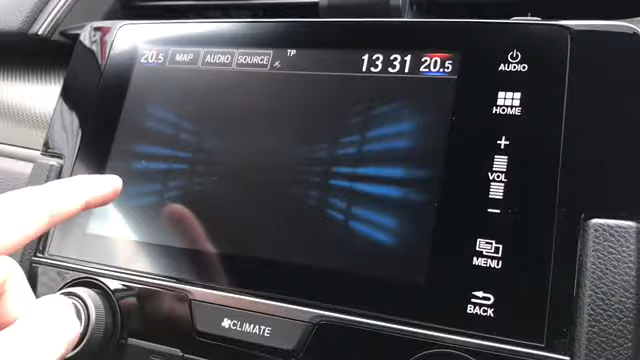 20.5 MAP AUDIO SOURCE TP 13 31 20.5
AUDIO
HOME
+
VOL
−
MENU
BACK
CLIMATE